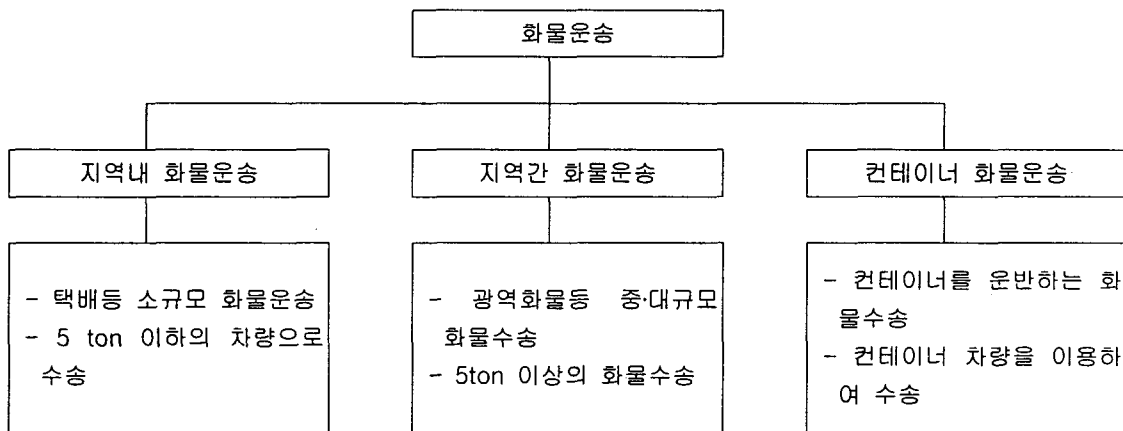 화물운송
지역내 화물운송
지역간 화물운송
컨테이너 화물운송
- 택배등 소규모 화물운송
- 5 ton 이하의 차량으로
수송
- 광역화물등 중·대규모
화물수송
- 5ton 이상의 화물수송
- 컨테이너를 운반하는 화
물수송
- 컨테이너 차량을 이용하
여 수송